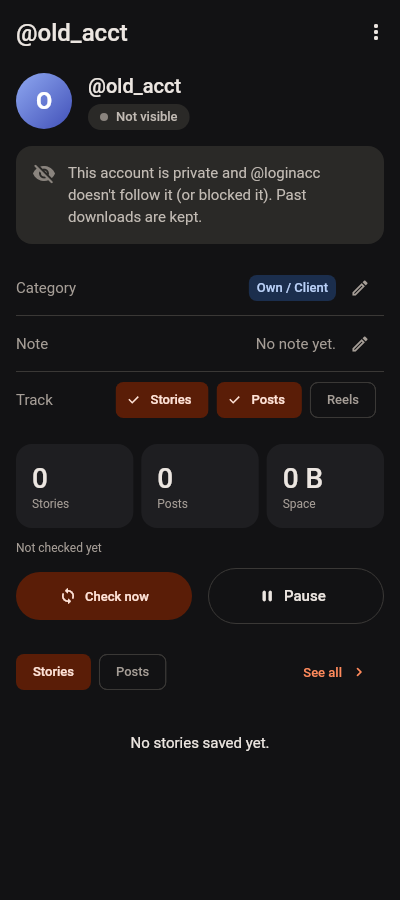 @old_acct
O
@old_acct
Not visible
This account is private and @loginacc
doesn't follow it (or blocked it). Past
downloads are kept.
Category
Own / Client
Note
No note yet.
Track
Stories
Posts
Reels
0
0
0 B
Stories
Posts
Space
Not checked yet
Check now
Pause
Stories
Posts
See all
No stories saved yet.